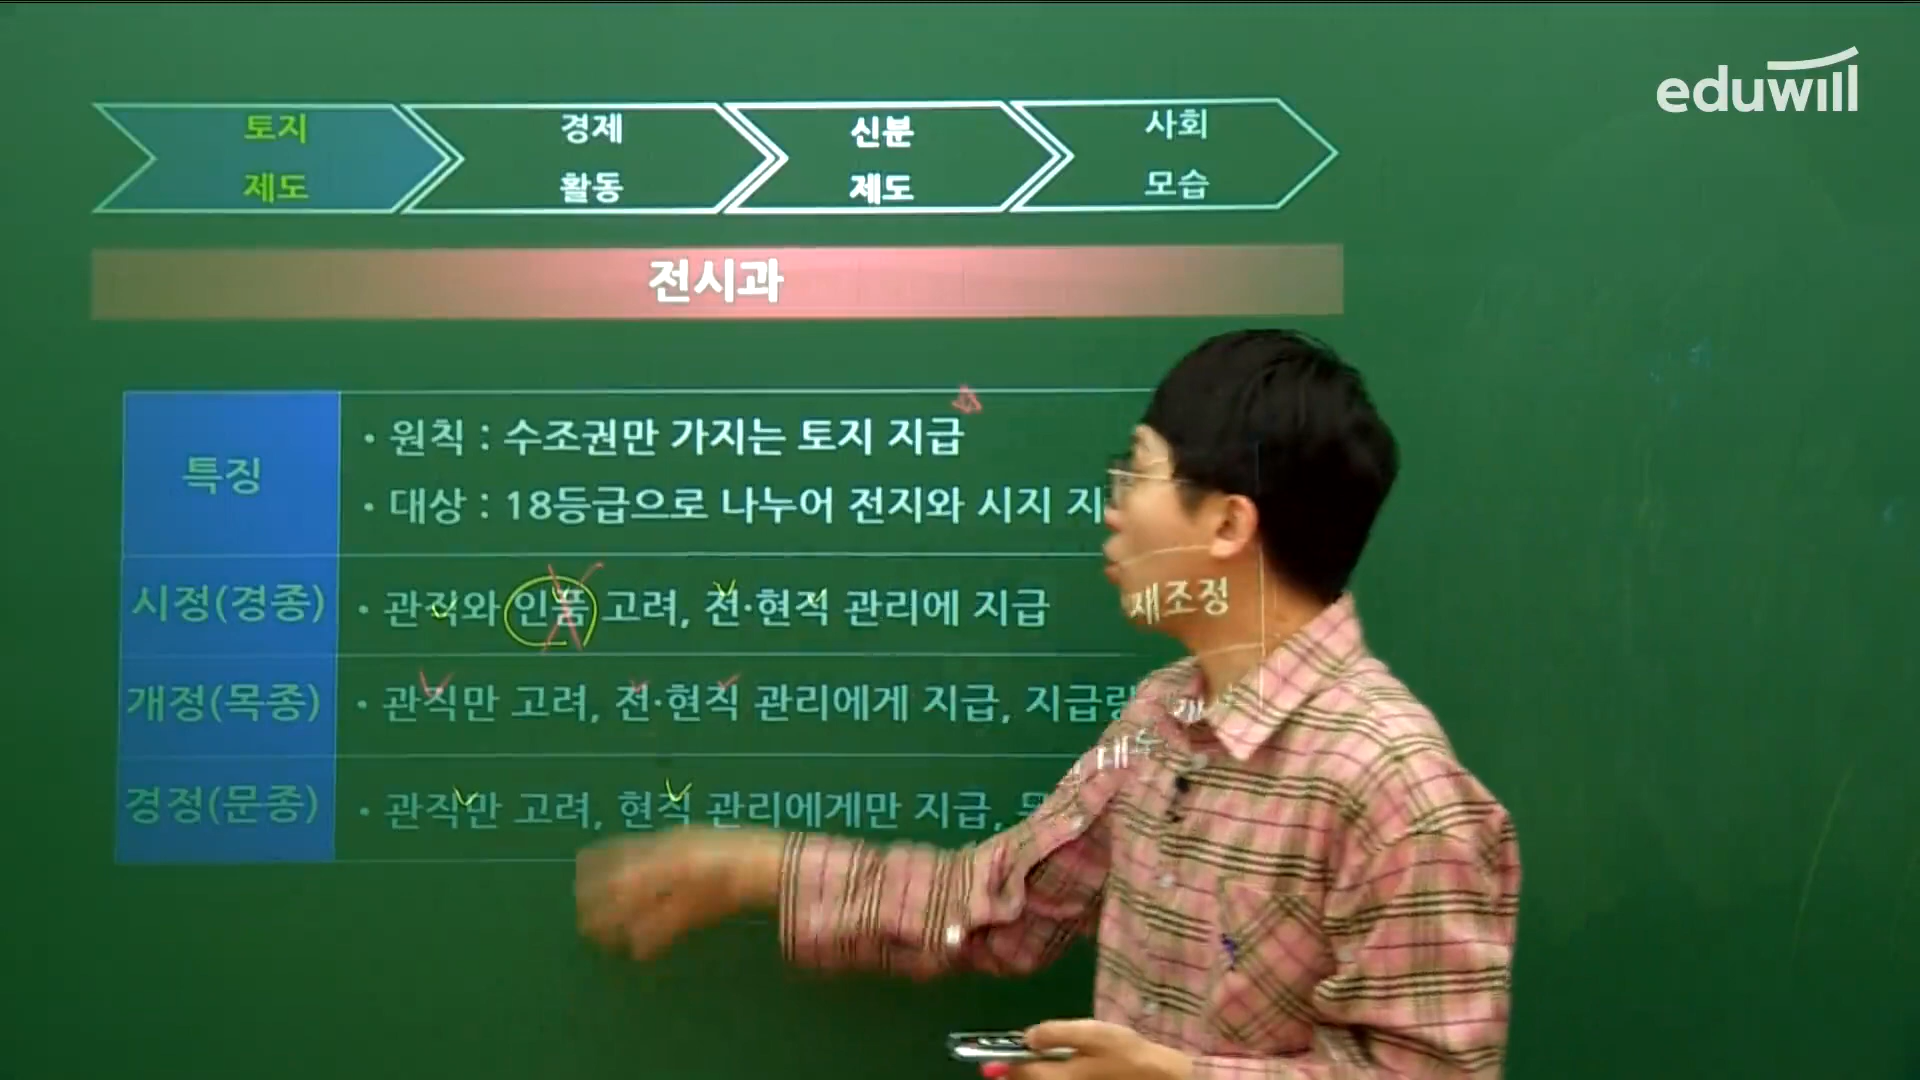 eduwill
토지 제도
경제 활동
신분 제도
사회 모습
전시과
특징
• 원칙 : 수조권만 가지는 토지 지급
• 대상 : 18등급으로 나누어 전지와 시지
시정(경종)
• 관직와 인품 고려, 전·현직 관리에 지급
개정(목종)
• 관직만 고려, 전·현직 관리에게 지급, 지급량 재조정
경정(문종)
• 관직만 고려, 현직 관리에게만 지급,